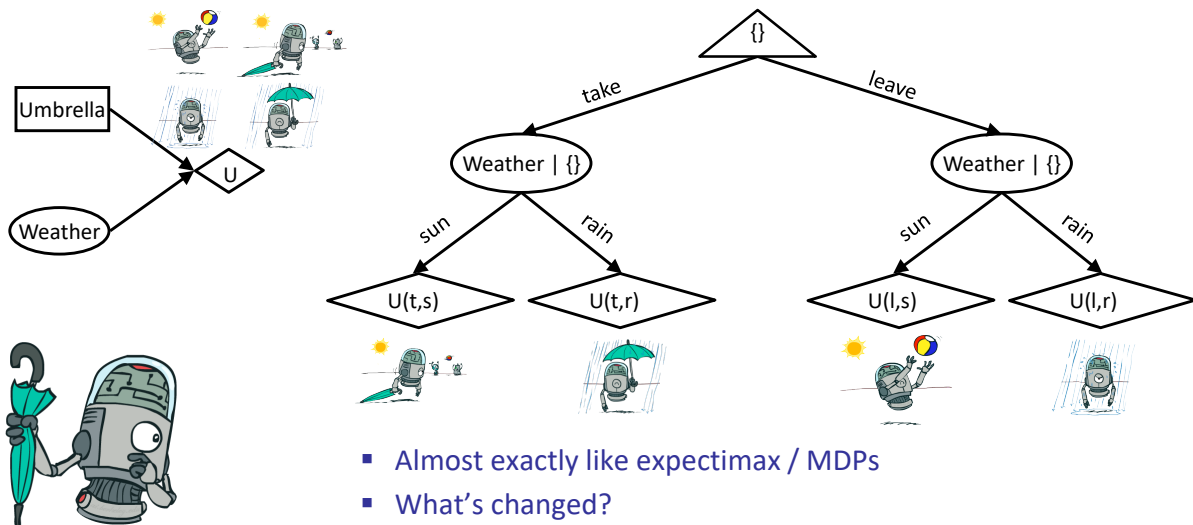 Umbrella
U
Weather
{}
take
leave
Weather | {}
Weather | {}
sun
rain
sun
rain
U(t,s)
U(t,r)
U(l,s)
U(l,r)
▪ Almost exactly like expectimax / MDPs
▪ What's changed?